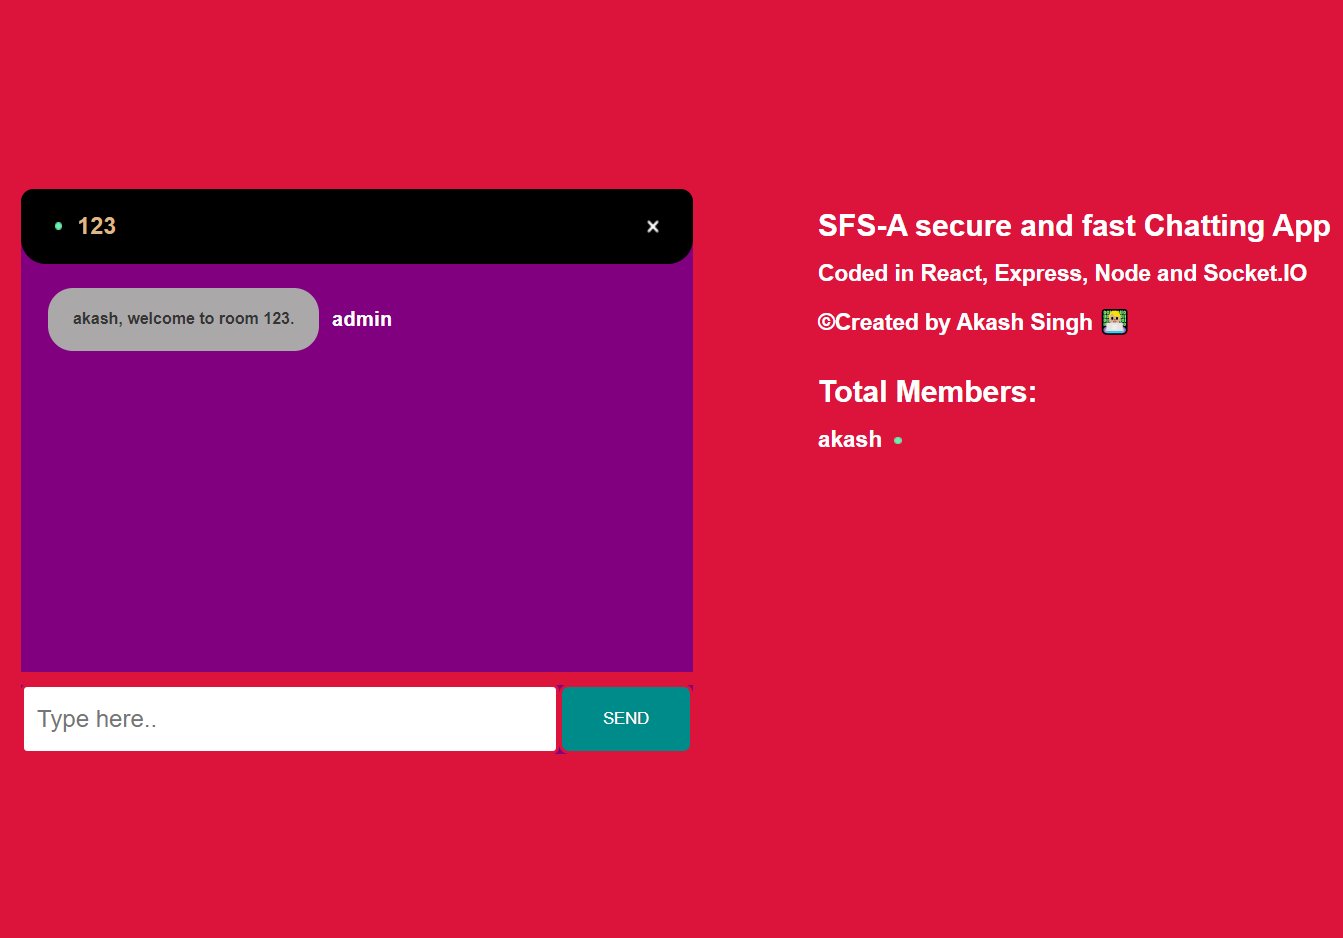 123
akash, welcome to room 123.
admin
Type here..
SEND
SFS-A secure and fast Chatting App
Coded in React, Express, Node and Socket.IO
©Created by Akash Singh 👨‍💻
Total Members:
akash